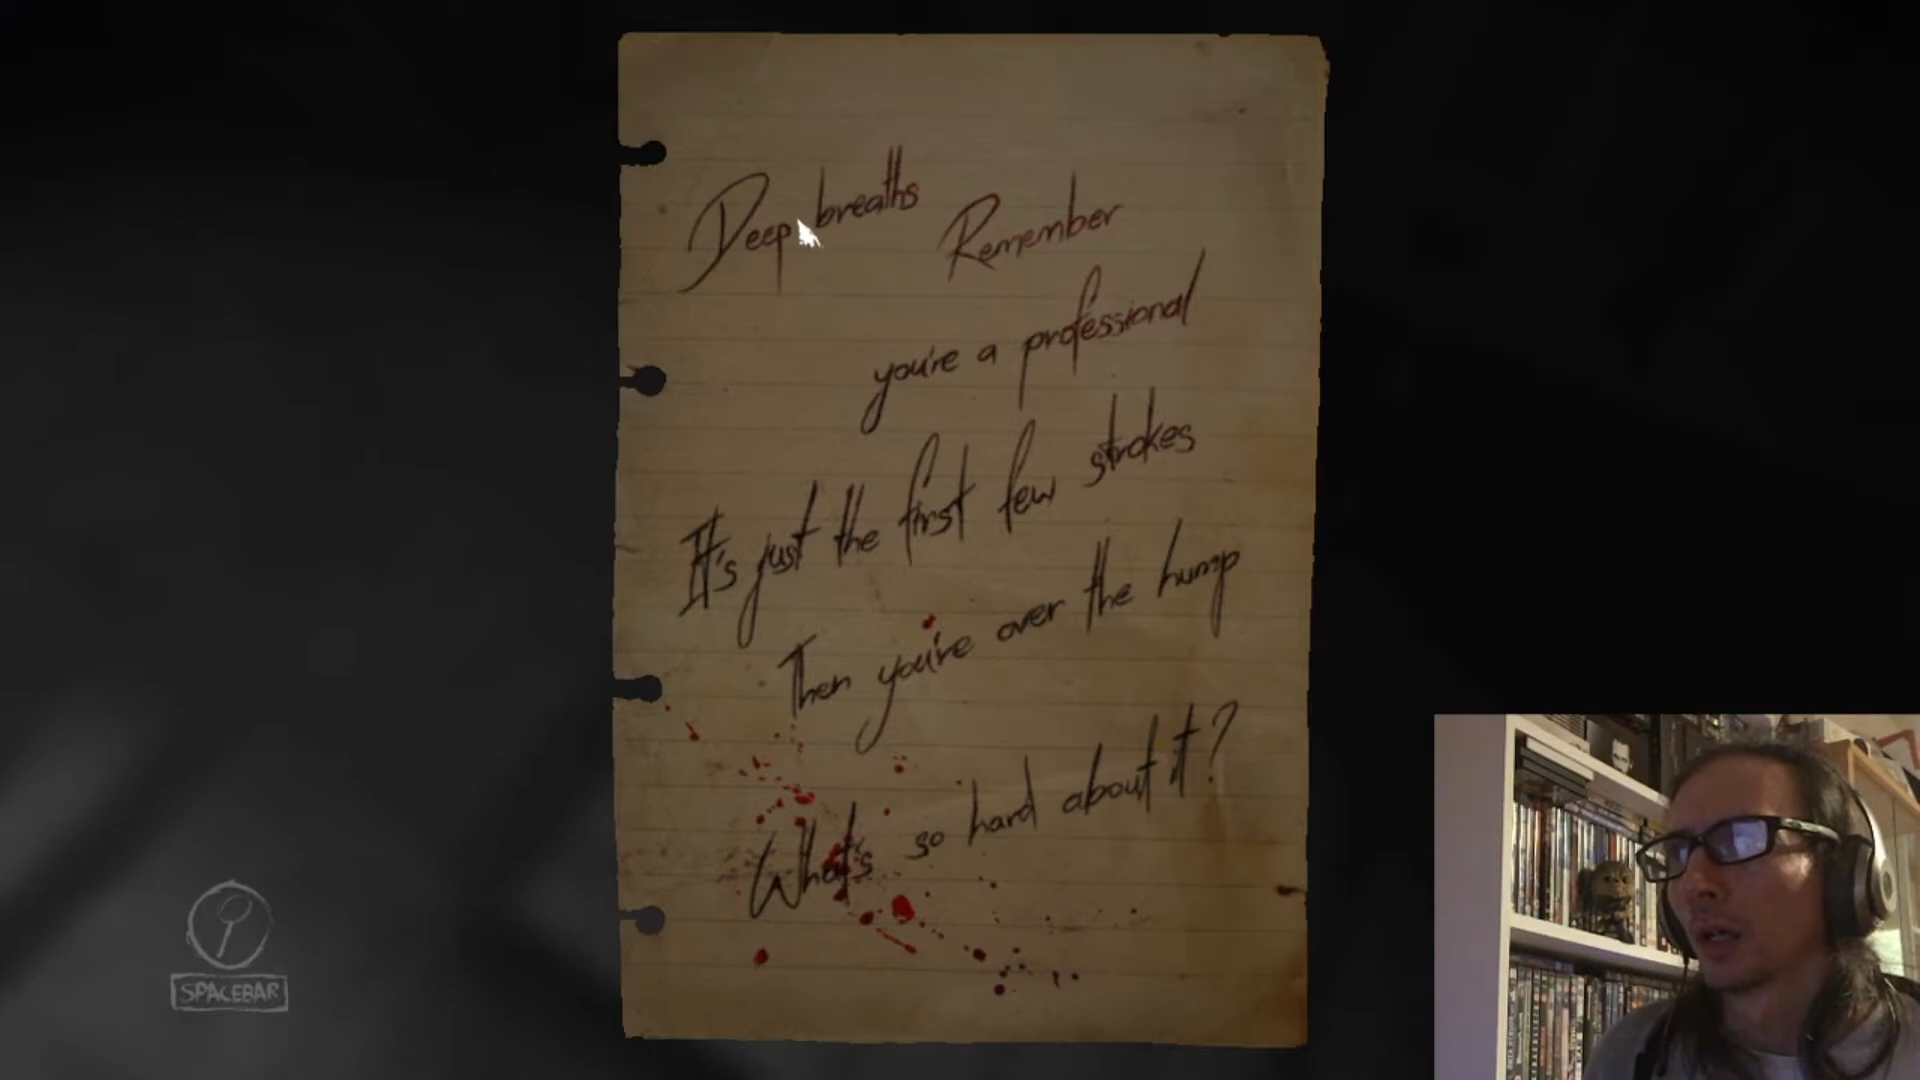 Deep breaths Remember
you're a professional
It's just the first few strokes
Then you're over the hump
What's so hard about it?
SPACEBAR